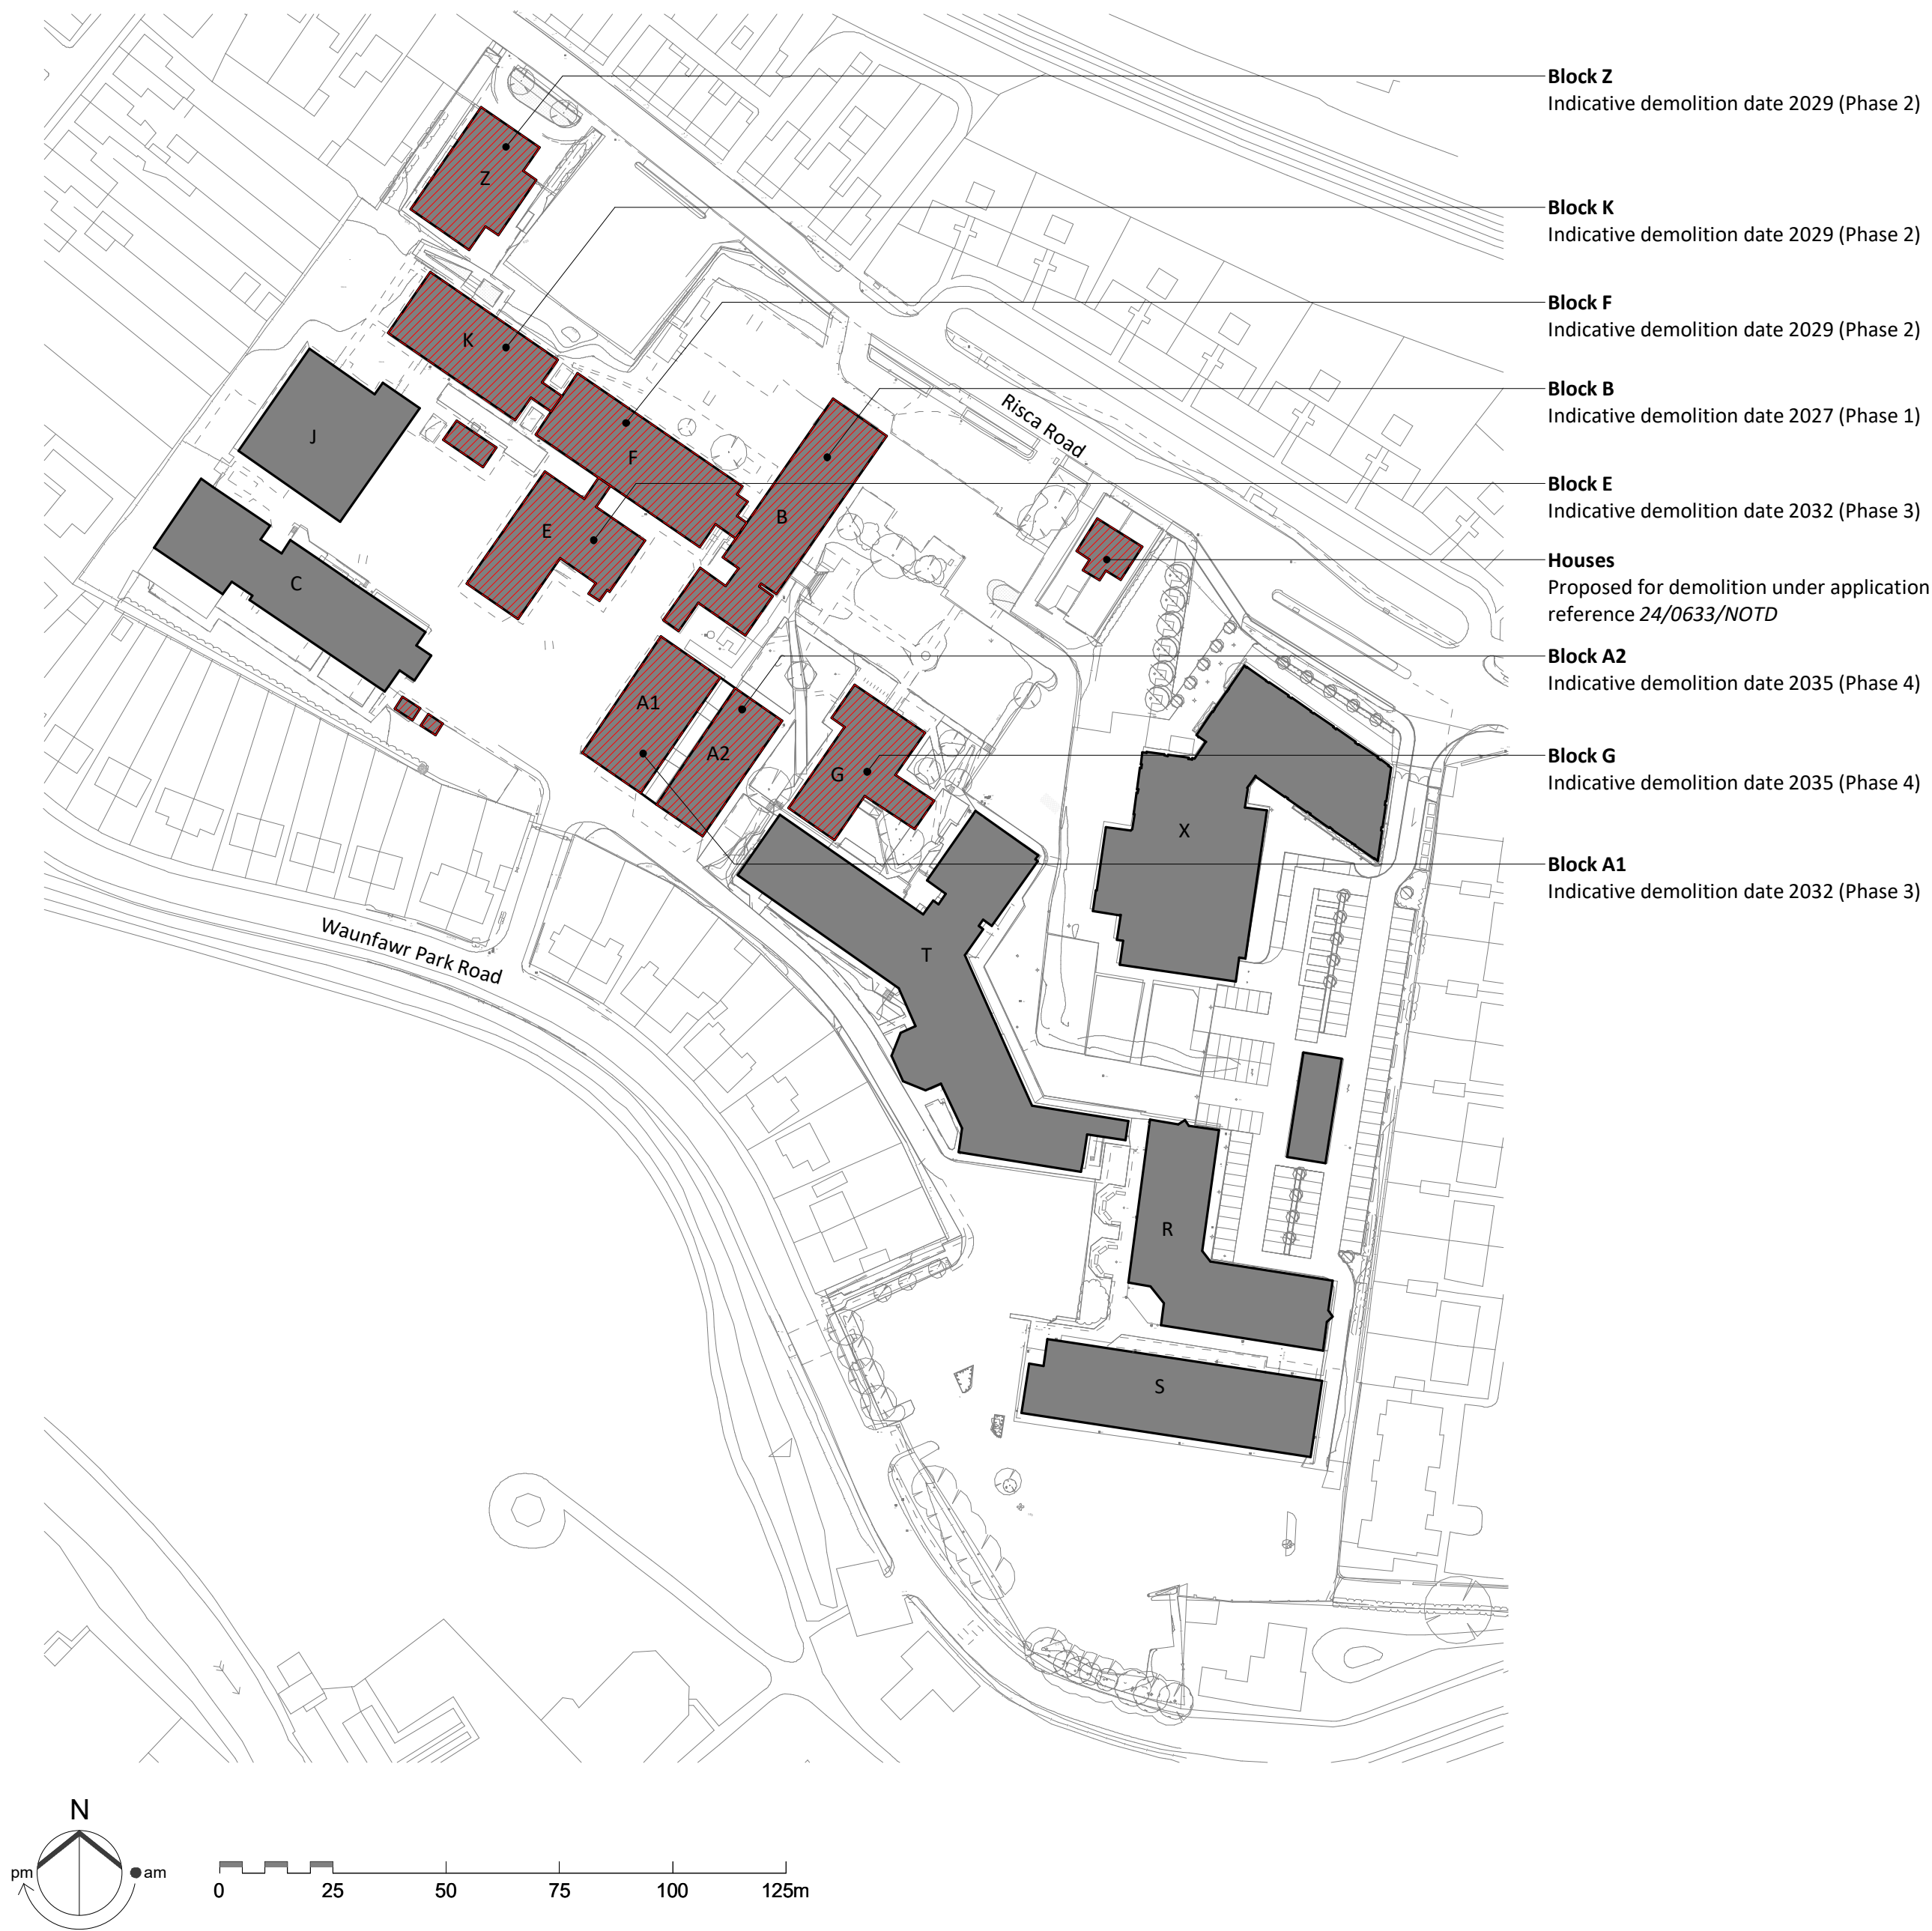 Block Z
Indicative demolition date 2029 (Phase 2)
Block K
Indicative demolition date 2029 (Phase 2)
Block F
Indicative demolition date 2029 (Phase 2)
Block B
Indicative demolition date 2027 (Phase 1)
Block E
Indicative demolition date 2032 (Phase 3)
Houses
Proposed for demolition under application
reference 24/0633/NOTD
Block A2
Indicative demolition date 2035 (Phase 4)
Block G
Indicative demolition date 2035 (Phase 4)
Block A1
Indicative demolition date 2032 (Phase 3)
Z
K
J
F
B
E
C
A1
A2
G
X
T
R
S
Risca Road
Waunfawr Park Road
N
pm
am
0
25
50
75
100
125m